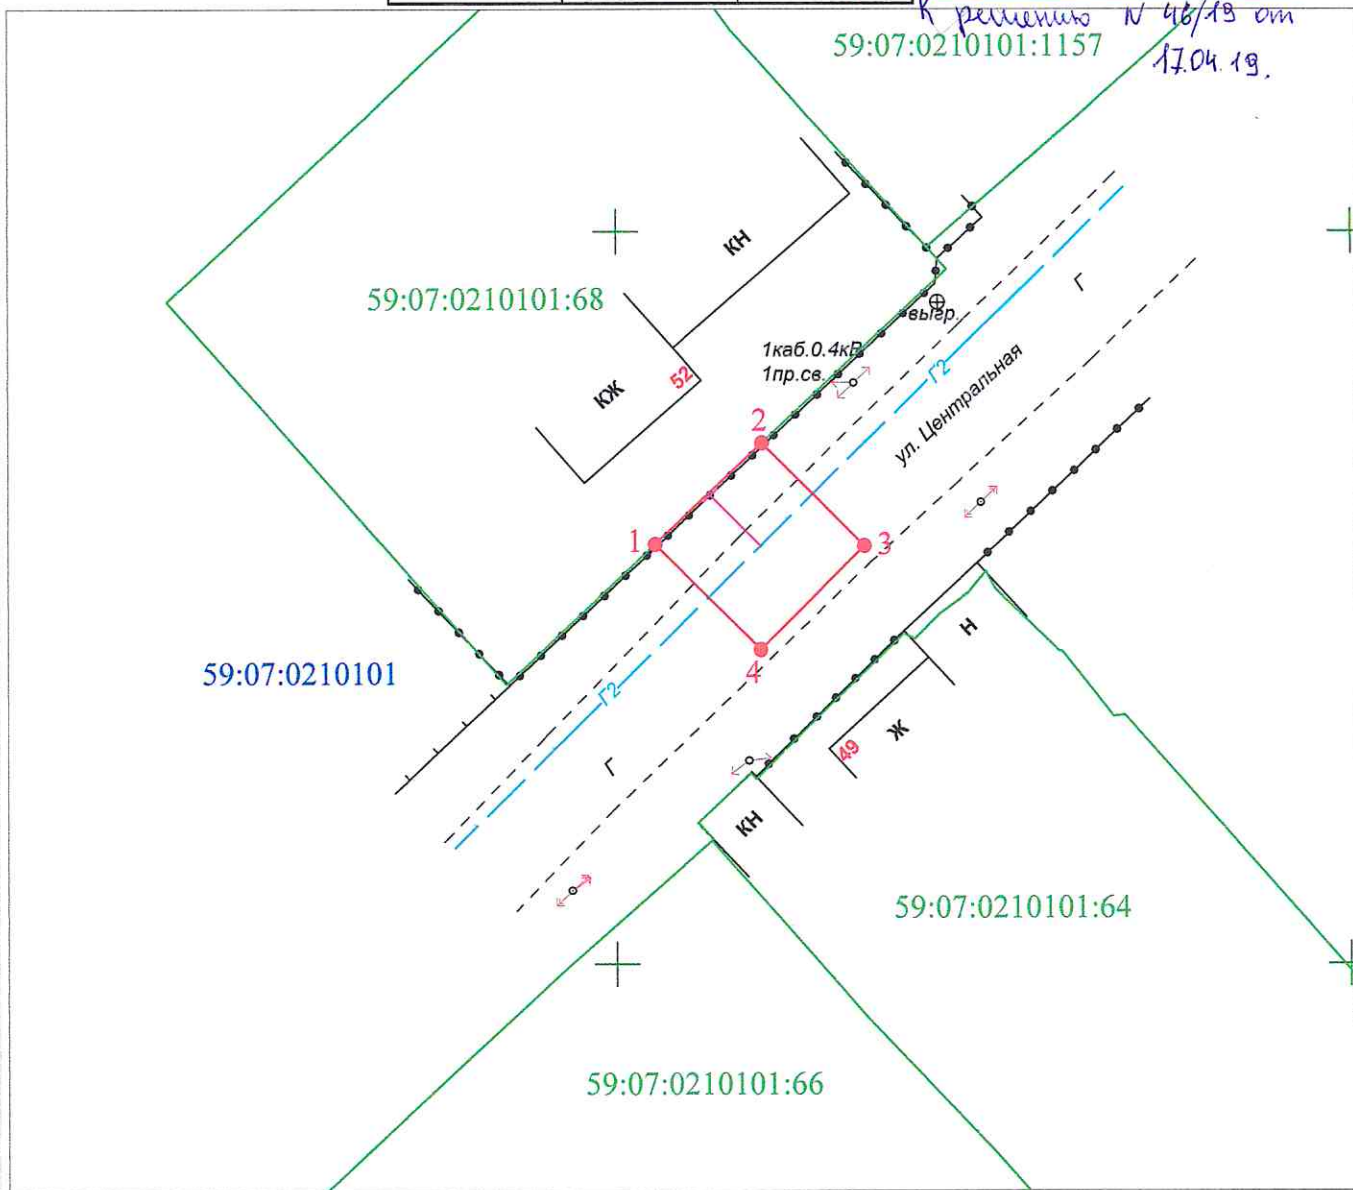 к решению N 46/19 от
59:07:0210101:1157
17.04.19.
КН
59:07:0210101:68
Г
выгр.
1каб.0.4кВ
1пр.св.
52
КЖ
Г2
ул. Центральная
2
1
3
4
Н
59:07:0210101
Г2
Ж
49
Г
КН
59:07:0210101:64
59:07:0210101:66